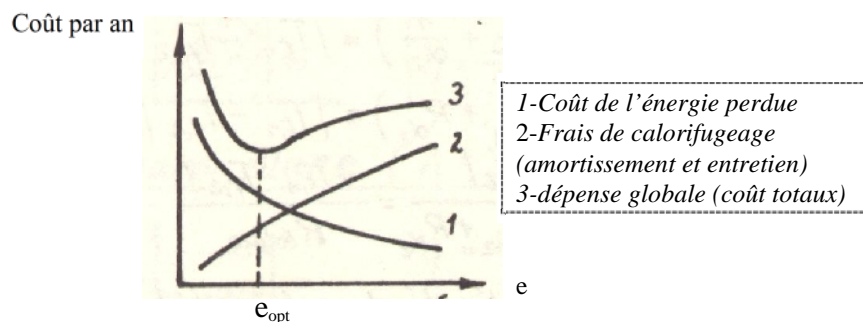 Coût par an
3
2
1
1-Coût de l’énergie perdue
2-Frais de calorifugeage
(amortissement et entretien)
3-dépense globale (coût totaux)
e
e_opt